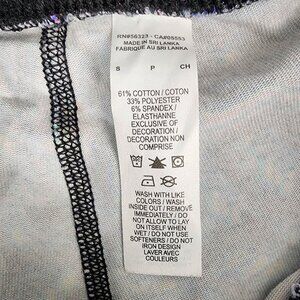 RN#56323 - CA#05553
MADE IN SRI LANKA
FABRIQUÉ AU SRI LANKA
S P CH
61% COTTON / COTON
33% POLYESTER
6% SPANDEX /
ELASTHANNE
EXCLUSIVE OF
DECORATION /
DÉCORATION NON
COMPRISE
WASH WITH LIKE
COLORS / WASH
INSIDE OUT / REMOVE
IMMEDIATELY / DO
NOT ALLOW TO LAY
ON ITSELF WHEN
WET / DO NOT USE
SOFTENERS / DO NOT
IRON DESIGN
LAVER AVEC
COULEURS